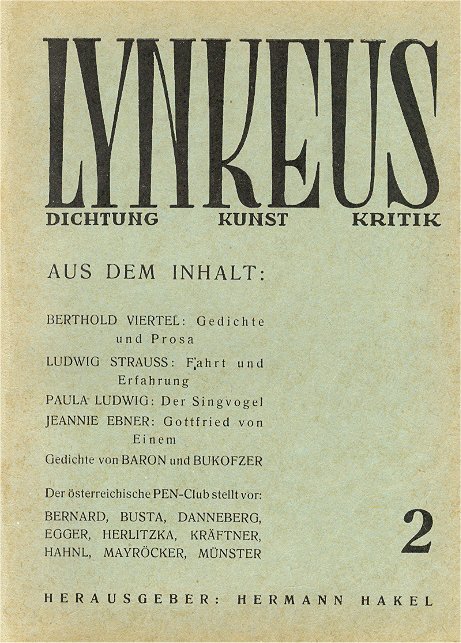 LYNKEUS
DICHTUNG KUNST KRITIK
AUS DEM INHALT:
BERTHOLD VIERTEL: Gedichte
und Prosa
LUDWIG STRAUSS: Fahrt und
Erfahrung
PAULA LUDWIG: Der Singvogel
JEANNIE EBNER: Gottfried von
Einem
Gedichte von BARON und BUKOFZER
Der österreichische PEN-Club stellt vor:
BERNARD, BUSTA, DANNEBERG,
EGGER, HERLITZKA, KRÄFTNER,
HAHNL, MAYRÖCKER, MÜNSTER
2
HERAUSGEBER: HERMANN HAKEL